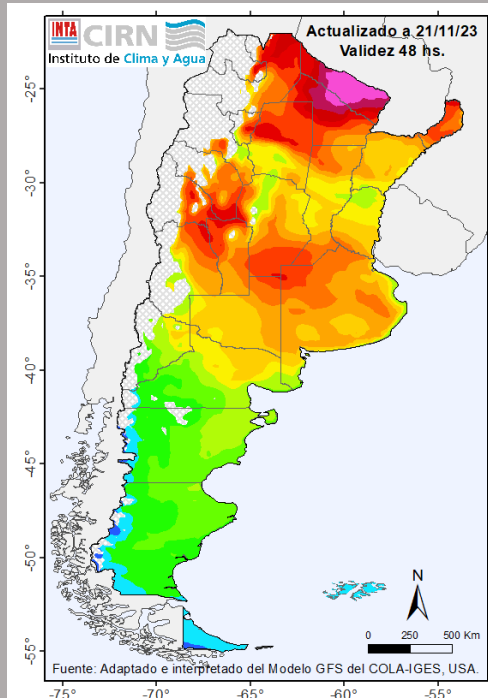 INTA CIRN
Instituto de Clima y Agua
Actualizado a 21/11/23
Validez 48 hs.
-25°
-30°
-35°
-40°
-45°
-50°
-55°
N
0 250 500 Km
Fuente: Adaptado e interpretado del Modelo GFS del COLA-IGES, USA.
-75° -70° -65° -60° -55°